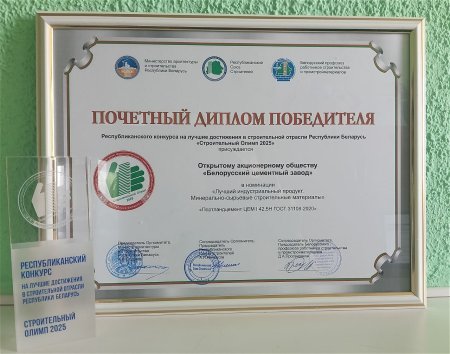 Министерство архитектуры
и строительства
Республики Беларусь
Республиканский
Союз
Строителей
Белорусский профсоюз
работников строительства
и промстройматериалов
ПОЧЕТНЫЙ ДИПЛОМ ПОБЕДИТЕЛЯ
Республиканского конкурса на лучшие достижения в строительной отрасли Республики Беларусь
«Строительный Олимп 2025»
присуждается
Открытому акционерному обществу
«Белорусский цементный завод»
в номинации
«Лучший индустриальный продукт.
Минерально-сырьевые строительные материалы»
«Портландцемент ЦЕМ I 42,5Н ГОСТ 31108-2020»
РЕСПУБЛИКАНСКИЙ
КОНКУРС
НА ЛУЧШИЕ ДОСТИЖЕНИЯ
В СТРОИТЕЛЬНОЙ ОТРАСЛИ
РЕСПУБЛИКИ БЕЛАРУСЬ
СТРОИТЕЛЬНЫЙ
ОЛИМП 2025